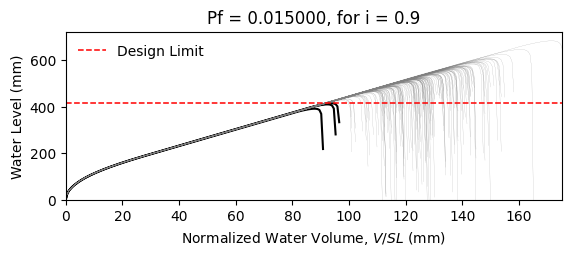 Pf = 0.015000, for i = 0.9
Design Limit
Water Level (mm)
600
400
200
0
0 20 40 60 80 100 120 140 160
Normalized Water Volume, V/SL (mm)